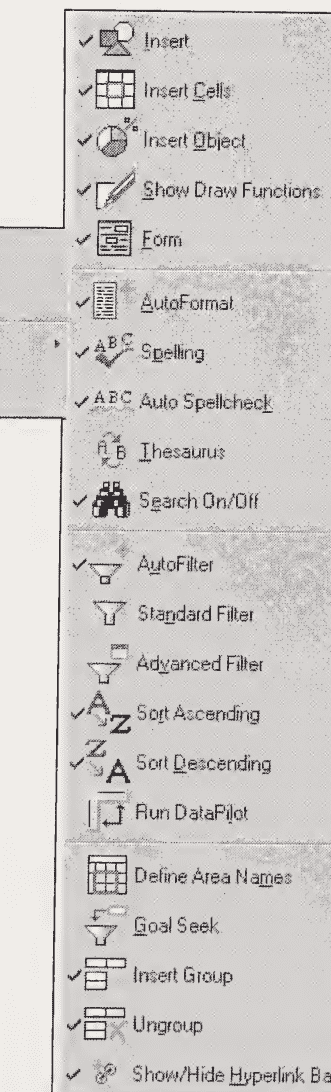 Insert
Insert Cells
Insert Object
Show Draw Functions
Form
AutoFormat
ABC Spelling
ABC Auto Spellcheck
A B Thesaurus
Search On/Off
AutoFilter
Standard Filter
Advanced Filter
A Z Sort Ascending
Z A Sort Descending
Run DataPilot
Define Area Names
Goal Seek
Insert Group
Ungroup
Show/Hide Hyperlink Ba